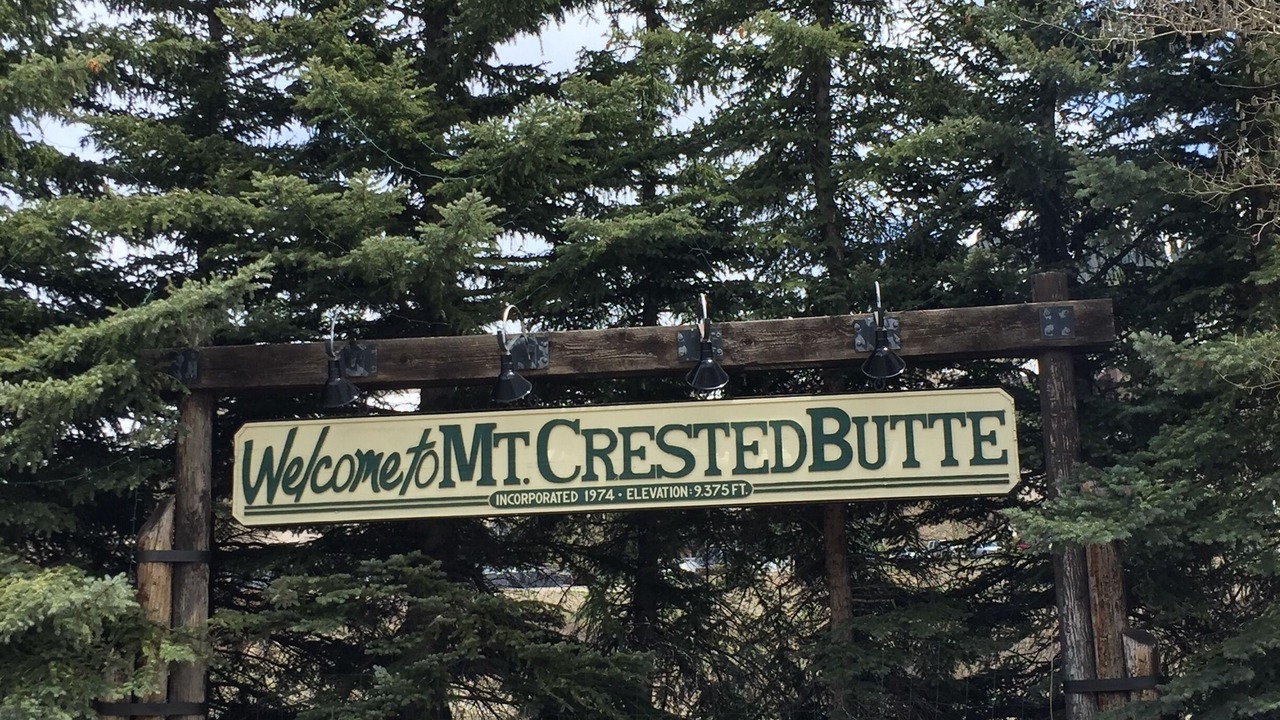 Welcome to MT. CRESTED BUTTE
INCORPORATED 1974 • ELEVATION: 9.375 FT.